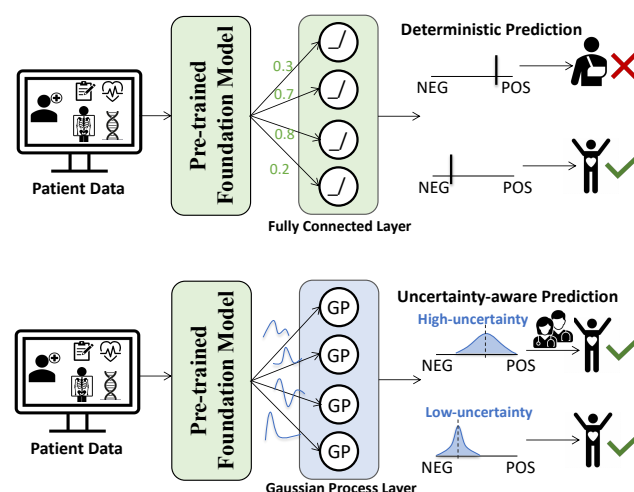 Deterministic Prediction
Pre-trained
Foundation Model
0.3
0.7
0.8
0.2
NEG POS
NEG POS
Patient Data
Fully Connected Layer
Uncertainty-aware Prediction
Pre-trained
Foundation Model
GP
GP
GP
GP
High-uncertainty
NEG POS
Low-uncertainty
NEG POS
Patient Data
Gaussian Process Layer